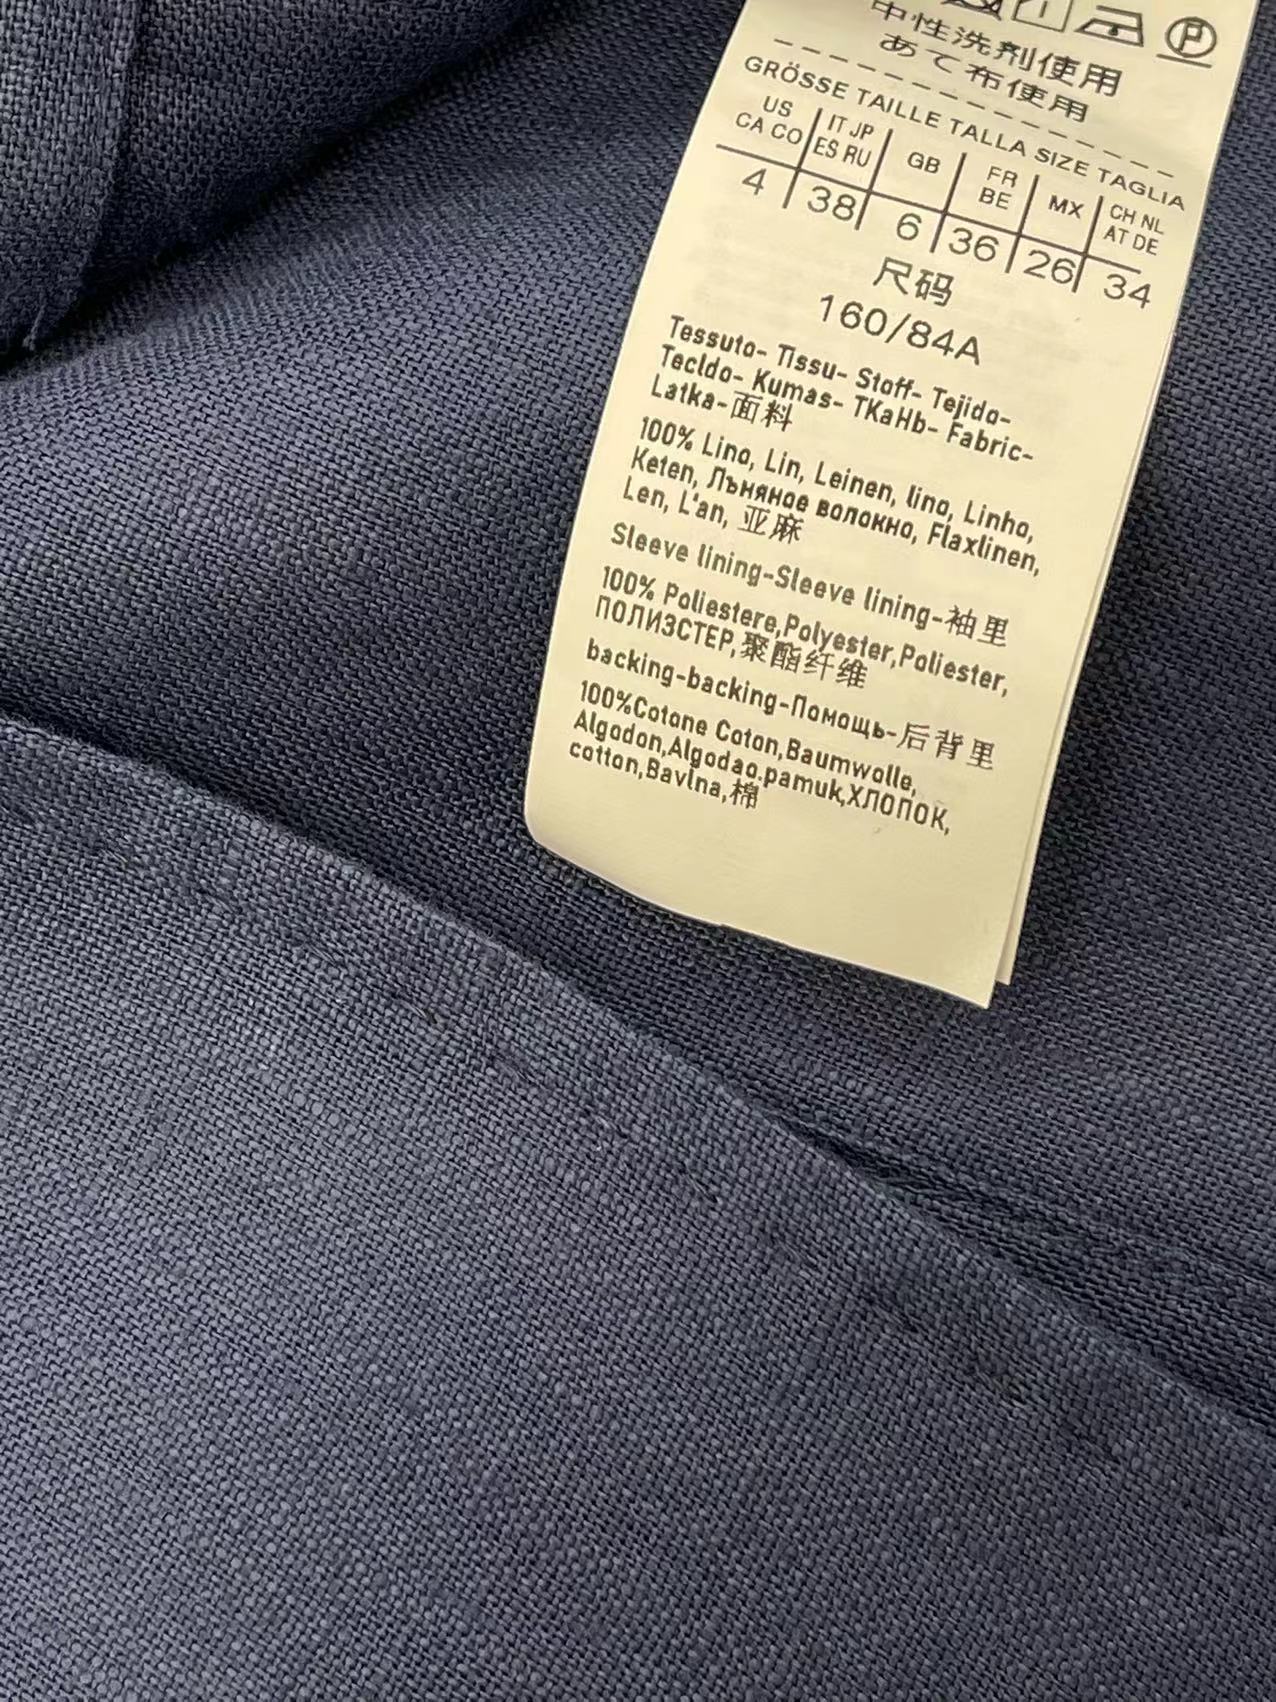 中性洗剤使用
あて布使用
GRÖSSE TAILLE TALLA SIZE TAGLIA
US CA CO | IT JP ES RU | GB | FR BE | MX | CH NL AT DE
4 | 38 | 6 | 36 | 26 | 34
尺码
160/84A
Tessuto- Tissu- Stoff- Tejido-
Tecldo- Kumas- TKaHb- Fabric-
Latka-面料
100% Lino, Lin, Leinen, lino, Linho,
Keten, Льняное волокно, Flaxlinen,
Len, L'an, 亚麻
Sleeve lining-Sleeve lining-袖里
100% Poliestere,Polyester,Poliester,
ПОЛИЗСТЕР,聚酯纤维
backing-backing-Помощь-后背里
100%Cotone Coton,Baumwolle,
Algodon,Algodao.pamuk,ХЛОПОК,
cotton,Bavlna,棉